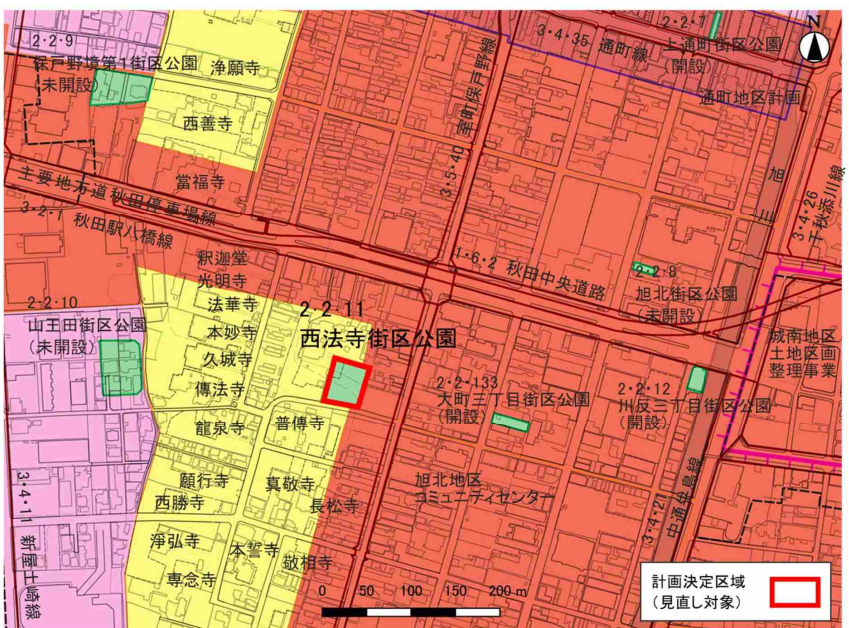 2・2・7
上通町街区公園
(開設)
N
3・4・35 通町線
通町地区計画
2・2・9
保戸野境第1街区公園
(未開設)
浄願寺
西善寺
當福寺
3・5・40 室町保戸野線
旭川
3・4・26
千秋添川線
主要地方道秋田停車場線
3・2・1 秋田駅八橋線
1・6・2 秋田中央道路
釈迦堂
光明寺
法華寺
本妙寺
久城寺
傳法寺
2・2・8
旭北街区公園
(未開設)
2・2・10
山王田街区公園
(未開設)
2・2・11
西法寺街区公園
城南地区
土地区画
整理事業
2・2・133
大町三丁目街区公園
(開設)
2・2・12
川反三丁目街区公園
(開設)
龍泉寺
普傳寺
願行寺
西勝寺
真敬寺
長松寺
旭北地区
コミュニティセンター
3・4・21
中通牛島線
3・4・11 新屋土崎線
浄弘寺
本誓寺
専念寺
敬相寺
0 50 100 150 200 m
計画決定区域
(見直し対象)